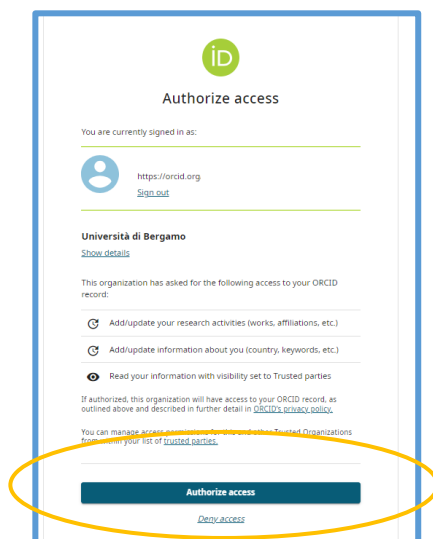 iD
Authorize access
You are currently signed in as:
https://orcid.org
Sign out
Università di Bergamo
Show details
This organization has asked for the following access to your ORCID
record:
Add/update your research activities (works, affiliations, etc.)
Add/update information about you (country, keywords, etc.)
Read your information with visibility set to Trusted parties
If authorized, this organization will have access to your ORCID record, as
outlined above and described in further detail in ORCID's privacy policy.
You can manage access permissions for this and other Trusted Organizations
from within your list of trusted parties.
Authorize access
Deny access